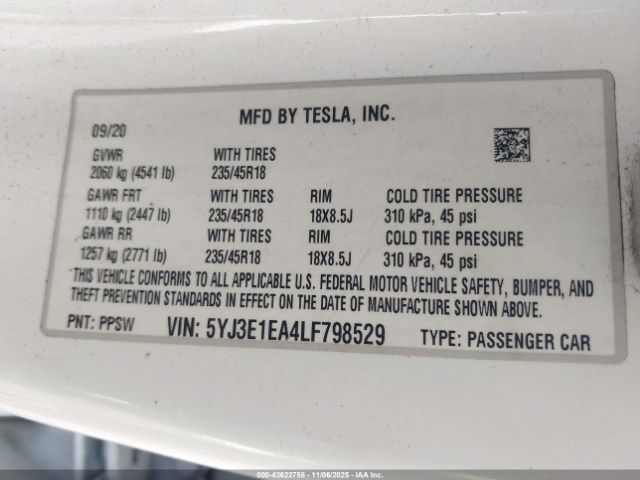 MFD BY TESLA, INC.
09/20
GVWR WITH TIRES
2060 kg (4541 lb) 235/45R18
GAWR FRT WITH TIRES RIM COLD TIRE PRESSURE
1110 kg (2447 lb) 235/45R18 18X8.5J 310 kPa, 45 psi
GAWR RR WITH TIRES RIM COLD TIRE PRESSURE
1257 kg (2771 lb) 235/45R18 18X8.5J 310 kPa, 45 psi
THIS VEHICLE CONFORMS TO ALL APPLICABLE U.S. FEDERAL MOTOR VEHICLE SAFETY, BUMPER, AND
THEFT PREVENTION STANDARDS IN EFFECT ON THE DATE OF MANUFACTURE SHOWN ABOVE.
PNT: PPSW VIN: 5YJ3E1EA4LF798529 TYPE: PASSENGER CAR
000-43622758 - 11/06/2025 - IAA Inc.